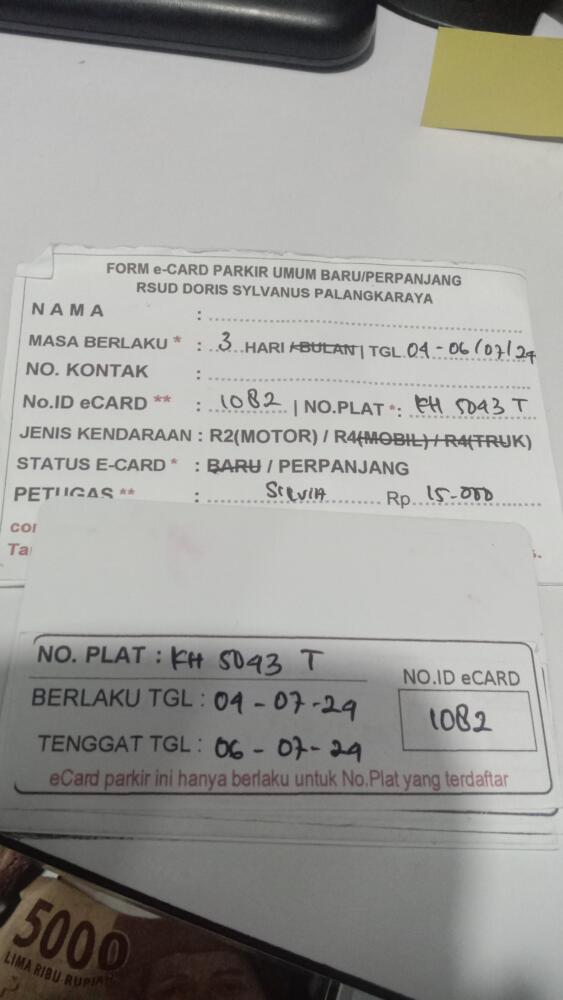 FORM e-CARD PARKIR UMUM BARU/PERPANJANG
RSUD DORIS SYLVANUS PALANGKARAYA
NAMA :
MASA BERLAKU * : 3 HARI / BULAN | TGL 04 - 06/07/24
NO. KONTAK :
No.ID eCARD ** : 1082 | NO.PLAT *: KH 5043 T
JENIS KENDARAAN : R2(MOTOR) / R4(MOBIL) / R4(TRUK)
STATUS E-CARD * : BARU / PERPANJANG
PETUGAS ** : SILVIA Rp 15.000
NO. PLAT : KH 5043 T
NO.ID eCARD
BERLAKU TGL : 04 - 07 - 24
1082
TENGGAT TGL : 06 - 07 - 24
eCard parkir ini hanya berlaku untuk No.Plat yang terdaftar
5000
LIMA RIBU RUPIAH